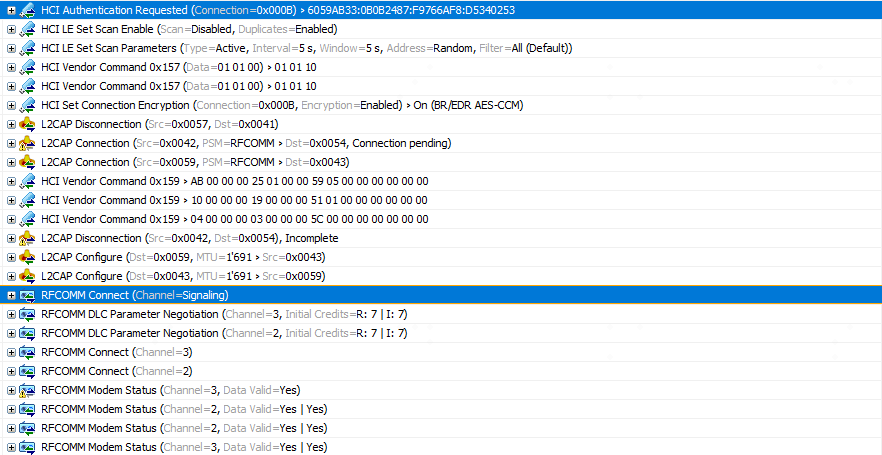 HCI Authentication Requested (Connection=0x000B) > 6059AB33:0B0B2487:F9766AF8:D5340253
HCI LE Set Scan Enable (Scan=Disabled, Duplicates=Enabled)
HCI LE Set Scan Parameters (Type=Active, Interval=5 s, Window=5 s, Address=Random, Filter=All (Default))
HCI Vendor Command 0x157 (Data=01 01 00) > 01 01 10
HCI Vendor Command 0x157 (Data=01 01 00) > 01 01 10
HCI Set Connection Encryption (Connection=0x000B, Encryption=Enabled) > On (BR/EDR AES-CCM)
L2CAP Disconnection (Src=0x0057, Dst=0x0041)
L2CAP Connection (Src=0x0042, PSM=RFCOMM > Dst=0x0054, Connection pending)
L2CAP Connection (Src=0x0059, PSM=RFCOMM > Dst=0x0043)
HCI Vendor Command 0x159 > AB 00 00 00 25 01 00 00 59 05 00 00 00 00 00 00
HCI Vendor Command 0x159 > 10 00 00 00 19 00 00 00 51 01 00 00 00 00 00 00
HCI Vendor Command 0x159 > 04 00 00 00 03 00 00 00 5C 00 00 00 00 00 00 00
L2CAP Disconnection (Src=0x0042, Dst=0x0054), Incomplete
L2CAP Configure (Dst=0x0059, MTU=1'691 > Src=0x0043)
L2CAP Configure (Dst=0x0043, MTU=1'691 > Src=0x0059)
RFCOMM Connect (Channel=Signaling)
RFCOMM DLC Parameter Negotiation (Channel=3, Initial Credits=R: 7 | I: 7)
RFCOMM DLC Parameter Negotiation (Channel=2, Initial Credits=R: 7 | I: 7)
RFCOMM Connect (Channel=3)
RFCOMM Connect (Channel=2)
RFCOMM Modem Status (Channel=3, Data Valid=Yes)
RFCOMM Modem Status (Channel=2, Data Valid=Yes | Yes)
RFCOMM Modem Status (Channel=2, Data Valid=Yes | Yes)
RFCOMM Modem Status (Channel=3, Data Valid=Yes | Yes)